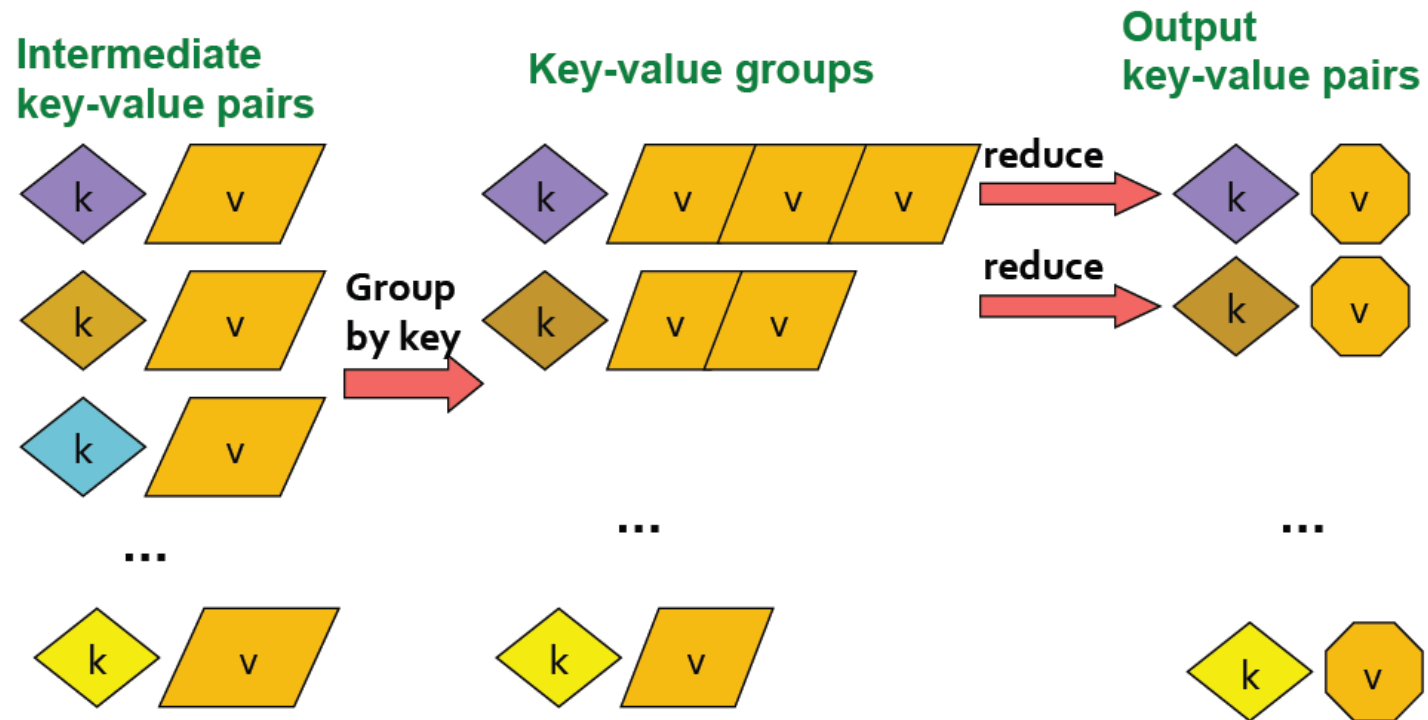 Intermediate
key-value pairs
Key-value groups
Output
key-value pairs
k v
k v v v
reduce
k v
k v
Group
by key
k v v
reduce
k v
k v
...
...
...
k v
k v
k v